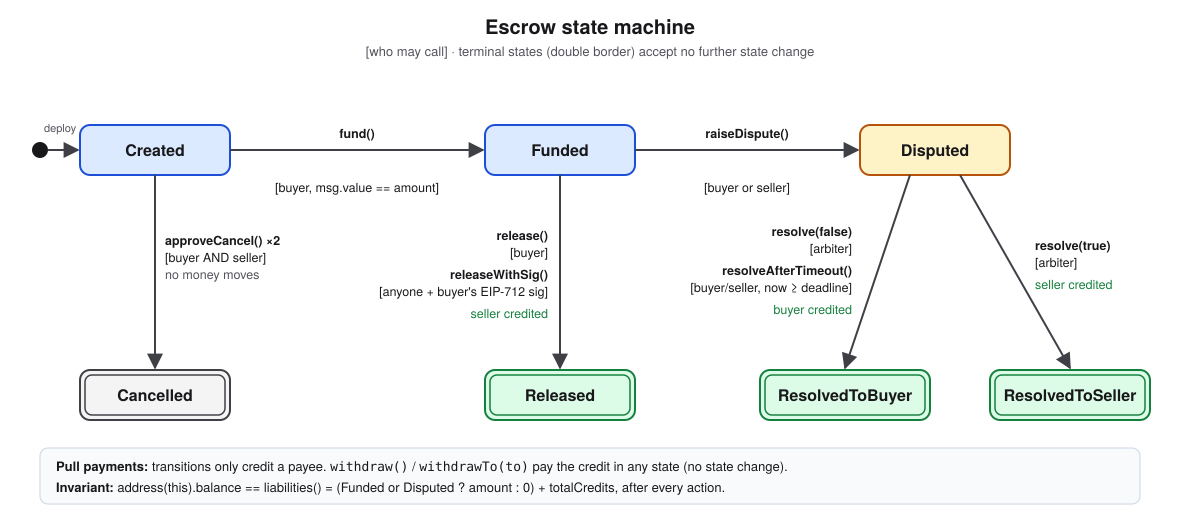 Escrow state machine
[who may call] · terminal states (double border) accept no further state change
deploy
Created
fund()
[buyer, msg.value == amount]
Funded
raiseDispute()
[buyer or seller]
Disputed
approveCancel() ×2
[buyer AND seller]
no money moves
release()
[buyer]
releaseWithSig()
[anyone + buyer's EIP-712 sig]
seller credited
resolve(false)
[arbiter]
resolveAfterTimeout()
[buyer/seller, now ≥ deadline]
buyer credited
resolve(true)
[arbiter]
seller credited
Cancelled
Released
ResolvedToBuyer
ResolvedToSeller
Pull payments: transitions only credit a payee. withdraw() / withdrawTo(to) pay the credit in any state (no state change).
Invariant: address(this).balance == liabilities() = (Funded or Disputed ? amount : 0) + totalCredits, after every action.